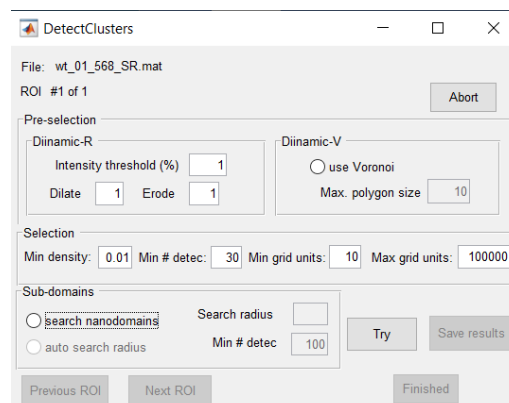 DetectClusters
File: wt_01_568_SR.mat
ROI #1 of 1
Abort
Pre-selection
Diinamic-R
Intensity threshold (%) 1
Dilate 1 Erode 1
Diinamic-V
use Voronoi
Max. polygon size 10
Selection
Min density: 0.01 Min # detec: 30 Min grid units: 10 Max grid units: 100000
Sub-domains
search nanodomains Search radius
auto search radius Min # detec 100
Try Save results
Previous ROI Next ROI Finished